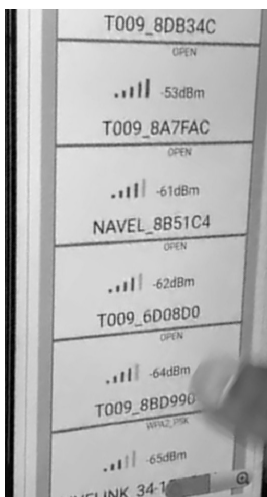 T009_8DB34C
OPEN
-53dBm
T009_8A7FAC
OPEN
-61dBm
NAVEL_8B51C4
OPEN
-62dBm
T009_6D08D0
OPEN
-64dBm
T009_8BD990
WPA2_PSK
-65dBm